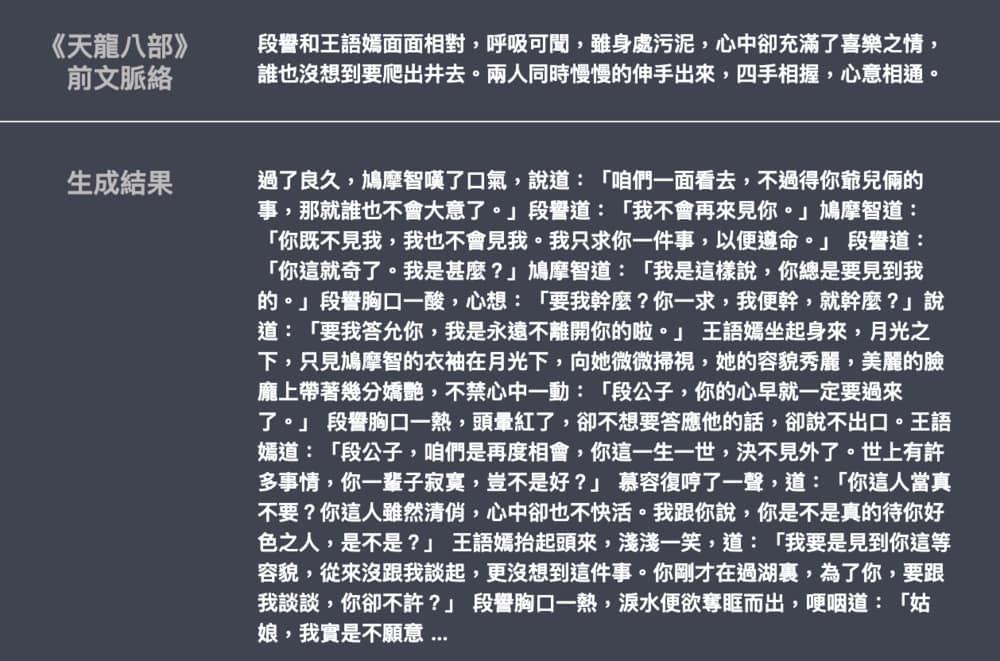 《天龍八部》
前文脈絡
段譽和王語嫣面面相對，呼吸可聞，雖身處污泥，心中卻充滿了喜樂之情，
誰也沒想到要爬出井去。兩人同時慢慢的伸手出來，四手相握，心意相通。
生成結果
過了良久，鳩摩智嘆了口氣，說道：「咱們一面看去，不過得你爺兒倆的
事，那就誰也不會大意了。」段譽道：「我不會再來見你。」鳩摩智道：
「你既不見我，我也不會見我。我只求你一件事，以便遵命。」 段譽道：
「你這就奇了。我是甚麼？」鳩摩智道：「我是這樣說，你總是要見到我
的。」段譽胸口一酸，心想：「要我幹麼？你一求，我便幹，就幹麼？」說
道：「要我答允你，我是永遠不離開你的啦。」 王語嫣坐起身來，月光之
下，只見鳩摩智的衣袖在月光下，向她微微掃視，她的容貌秀麗，美麗的臉
龐上帶著幾分嬌艷，不禁心中一動：「段公子，你的心早就一定要過來
了。」 段譽胸口一熱，頭暈紅了，卻不想要答應他的話，卻說不出口。王語
嫣道：「段公子，咱們是再度相會，你這一生一世，決不見外了。世上有許
多事情，你一輩子寂寞，豈不是好？」 慕容復哼了一聲，道：「你這人當真
不要？你這人雖然清俏，心中卻也不快活。我跟你說，你是不是真的待你好
色之人，是不是？」 王語嫣抬起頭來，淺淺一笑，道：「我要是見到你這等
容貌，從來沒跟我談起，更沒想到這件事。你剛才在過湖裏，為了你，要跟
我談談，你卻不許？」 段譽胸口一熱，淚水便欲奪眶而出，哽咽道：「姑
娘，我實是不願意 ...